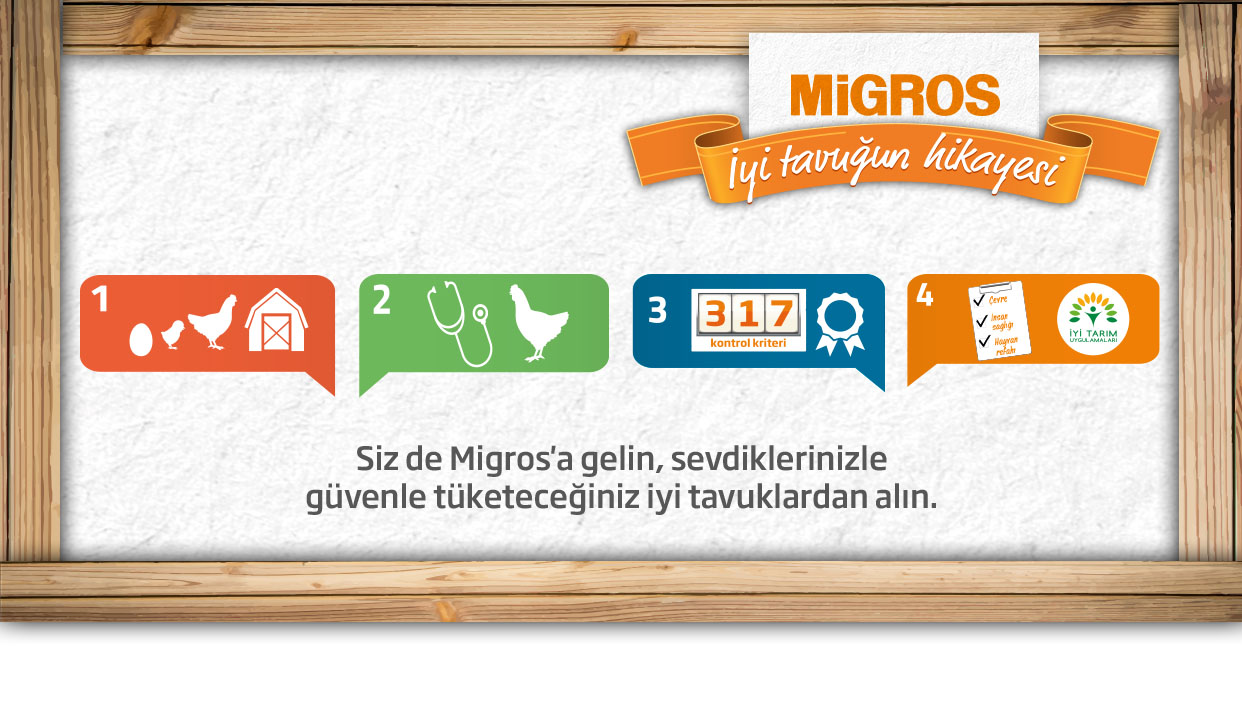 MiGROS
İyi tavuğun hikayesi
1
2
3
317
kontrol kriteri
4
Çevre
İnsan
sağlığı
Hayvan
refahı
İYİ TARIM
UYGULAMALARI
Siz de Migros'a gelin, sevdiklerinizle
güvenle tüketeceğiniz iyi tavuklardan alın.